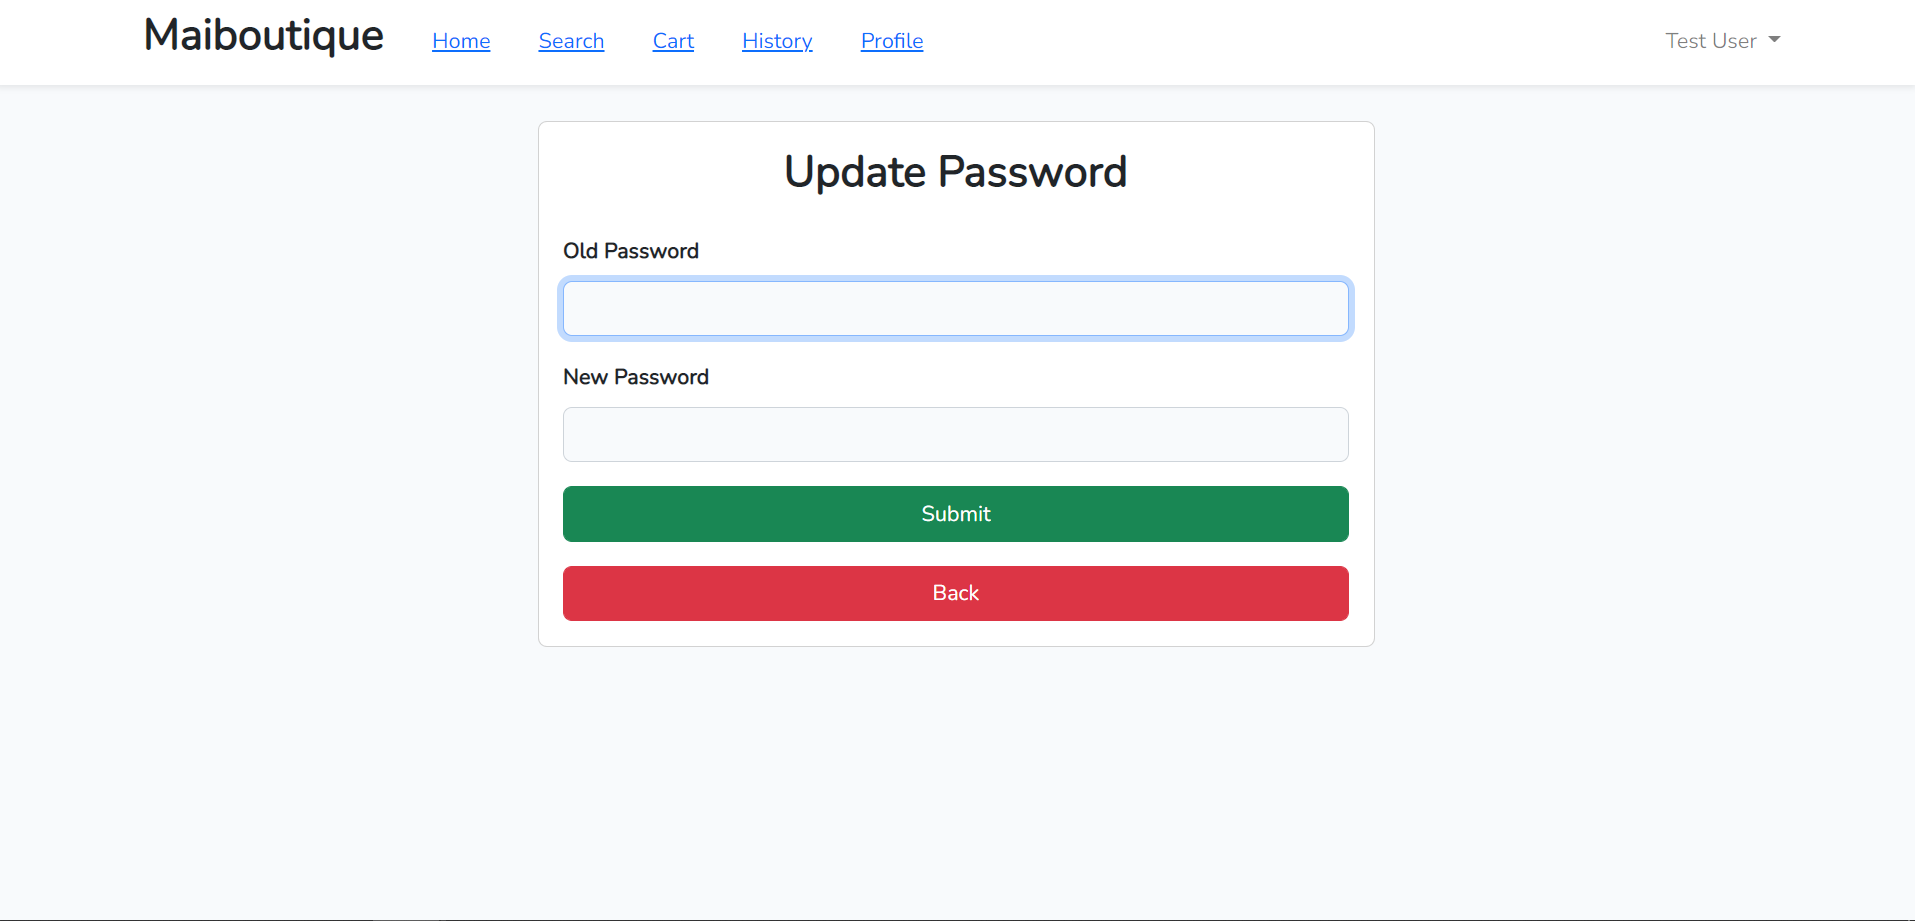 Maiboutique Home Search Cart History Profile Test User
Update Password
Old Password
New Password
Submit
Back